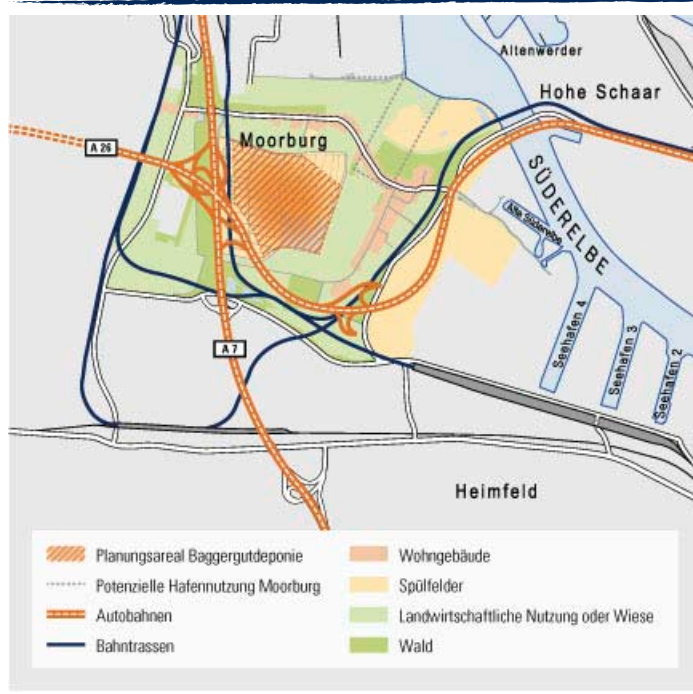 Altenwerder
Hohe Schaar
A 26
Moorburg
SÜDERELBE
Alte Süderelbe
Seehafen 4
Seehafen 3
Seehafen 2
A 7
Heimfeld
Planungsareal Baggergutdeponie
Potenzielle Hafennutzung Moorburg
Autobahnen
Bahntrassen
Wohngebäude
Spülfelder
Landwirtschaftliche Nutzung oder Wiese
Wald